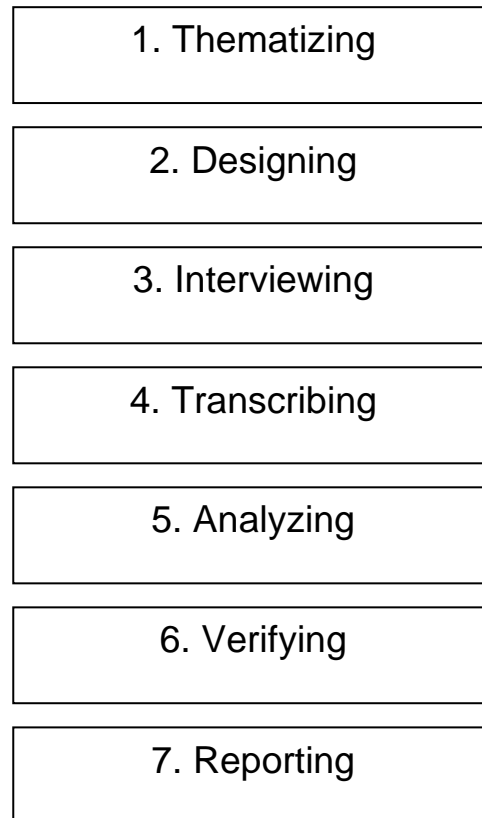 1. Thematizing
2. Designing
3. Interviewing
4. Transcribing
5. Analyzing
6. Verifying
7. Reporting